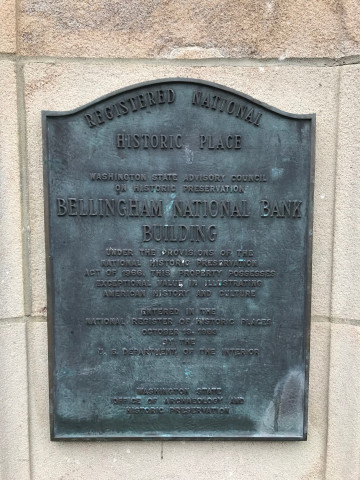 REGISTERED NATIONAL
HISTORIC PLACE
WASHINGTON STATE ADVISORY COUNCIL
ON HISTORIC PRESERVATION
BELLINGHAM NATIONAL BANK
BUILDING
UNDER THE PROVISIONS OF THE
NATIONAL HISTORIC PRESERVATION
ACT OF 1966, THIS PROPERTY POSSESSES
EXCEPTIONAL VALUE IN ILLUSTRATING
AMERICAN HISTORY AND CULTURE
ENTERED IN THE
NATIONAL REGISTER OF HISTORIC PLACES
OCTOBER
BY THE
U. S. DEPARTMENT OF THE INTERIOR
WASHINGTON STATE
OFFICE OF ARCHAEOLOGY AND
HISTORIC PRESERVATION